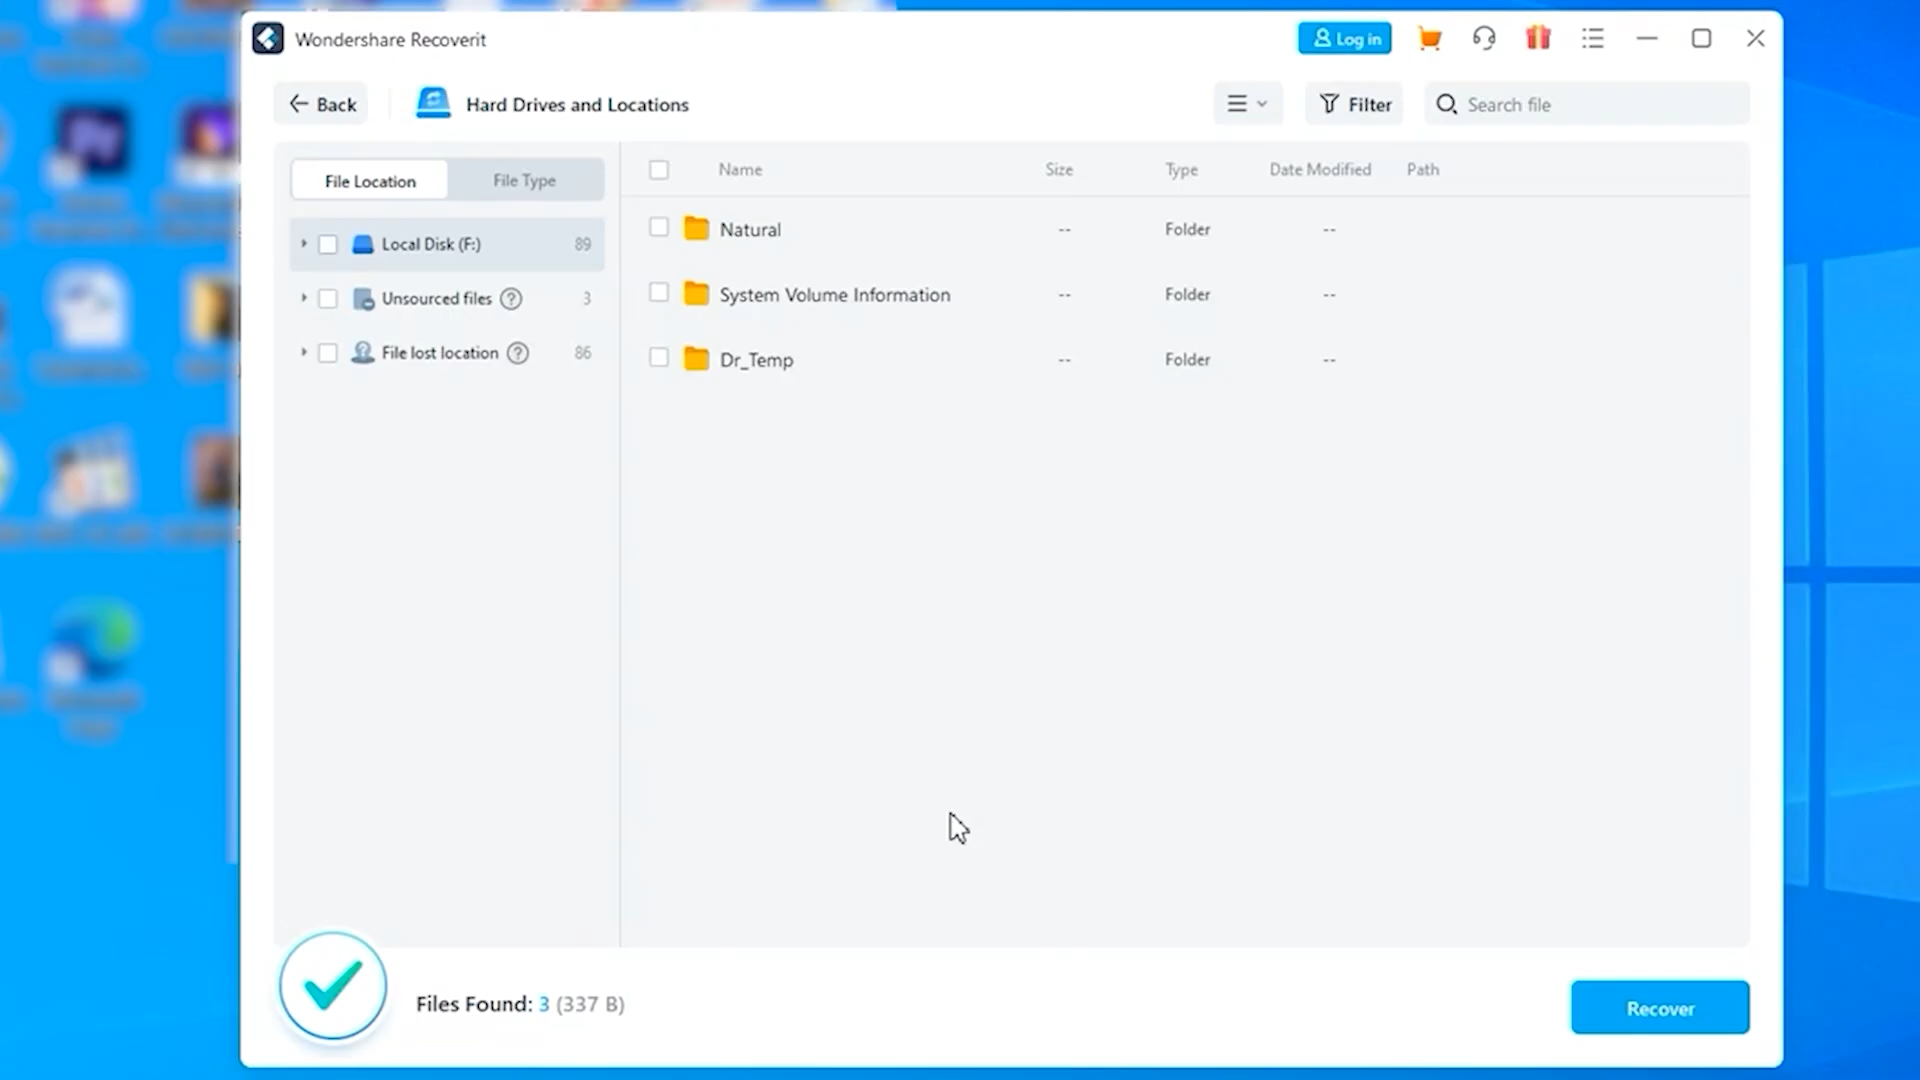 Wondershare Recoverit
Log in
Back
Hard Drives and Locations
Filter
Search file
File Location
File Type
Local Disk (F:) 89
Unsourced files ? 3
File lost location ? 86
Name Size Type Date Modified Path
Natural -- Folder --
System Volume Information -- Folder --
Dr_Temp -- Folder --
Files Found: 3 (337 B)
Recover
Pr